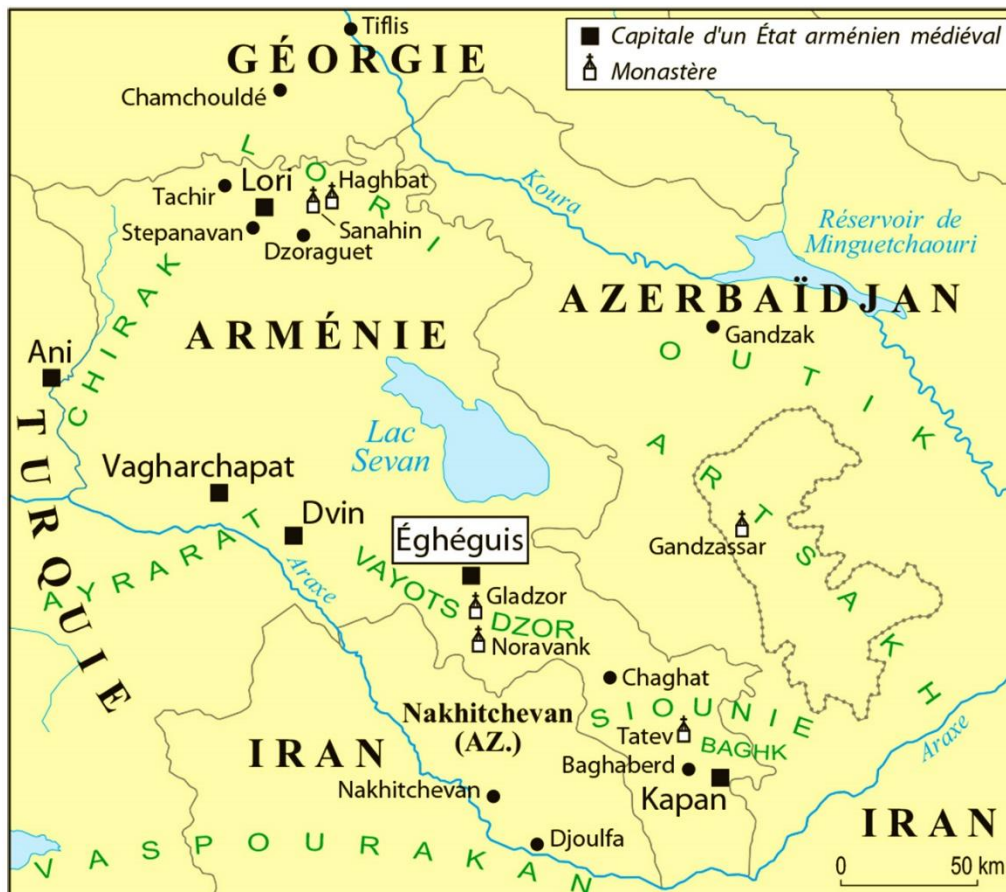 Tiflis
Capitale d'un État arménien médiéval
Monastère
GÉORGIE
Chamchouldé
LORI
Tachir
Lori
Haghbat
Stepanavan
Sanahin
Dzoraguet
Koura
Réservoir de
Minguetchaouri
AZERBAÏDJAN
Gandzak
ARMÉNIE
CHIRAK
Ani
TURQUIE
OUTIK
Lac
Sevan
ARTSAKH
Vagharchapat
Dvin
Éghéguis
Gandzassar
AYRARAT
Araxe
VAYOTS DZOR
Gladzor
Noravank
Chaghat
SIOUNIE
Nakhitchevan
(AZ.)
Tatev
BAGHK
IRAN
Baghaberd
Kapan
Araxe
Nakhitchevan
IRAN
Djoulfa
VASPOURAKAN
0 50 km